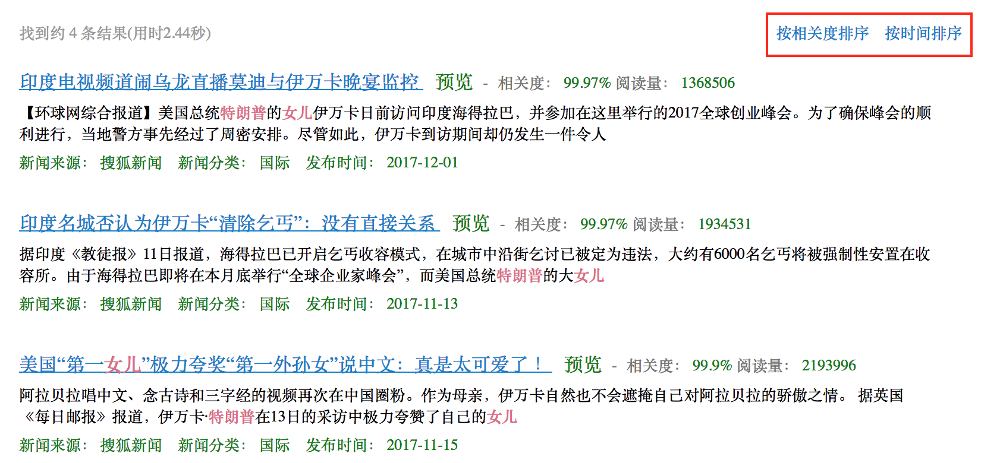 找到约 4 条结果(用时2.44秒)
按相关度排序 按时间排序
印度电视频道闹乌龙直播莫迪与伊万卡晚宴监控 预览 - 相关度： 99.97% 阅读量： 1368506
【环球网综合报道】美国总统特朗普的女儿伊万卡日前访问印度海得拉巴，并参加在这里举行的2017全球创业峰会。为了确保峰会的顺
利进行，当地警方事先经过了周密安排。尽管如此，伊万卡到访期间却仍发生一件令人
新闻来源： 搜狐新闻 新闻分类： 国际 发布时间： 2017-12-01
印度名城否认为伊万卡“清除乞丐”：没有直接关系 预览 - 相关度： 99.97% 阅读量： 1934531
据印度《教徒报》11日报道，海得拉巴已开启乞丐收容模式，在城市中沿街乞讨已被定为违法，大约有6000名乞丐将被强制性安置在收
容所。由于海得拉巴即将在本月底举行“全球企业家峰会”，而美国总统特朗普的大女儿
新闻来源： 搜狐新闻 新闻分类： 国际 发布时间： 2017-11-13
美国“第一女儿”极力夸奖“第一外孙女”说中文：真是太可爱了！ 预览 - 相关度： 99.9% 阅读量： 2193996
阿拉贝拉唱中文、念古诗和三字经的视频再次在中国圈粉。作为母亲，伊万卡自然也不会遮掩自己对阿拉贝拉的骄傲之情。 据英国
《每日邮报》报道，伊万卡·特朗普在13日的采访中极力夸赞了自己的女儿
新闻来源： 搜狐新闻 新闻分类： 国际 发布时间： 2017-11-15